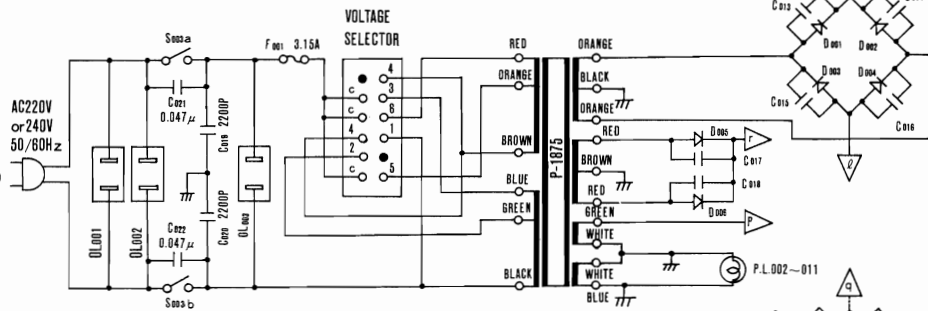 VOLTAGE
SELECTOR
AC220V
or240V
50/60Hz
S003a
F001 3.15A
C021
0.047μ
C019 2200P
C020 2200P
C022
0.047μ
S003b
OL001
OL002
OL003
4
C 3
C 6
4 1
2
C 5
RED
ORANGE
BROWN
BLUE
GREEN
BLACK
P-1875
ORANGE
BLACK
ORANGE
RED
BROWN
RED
GREEN
WHITE
WHITE
BLUE
C013
D001
D002
D003
D004
C015
C016
ℓ
D005
C017
C018
D006
r
P
P.L.002~011
q